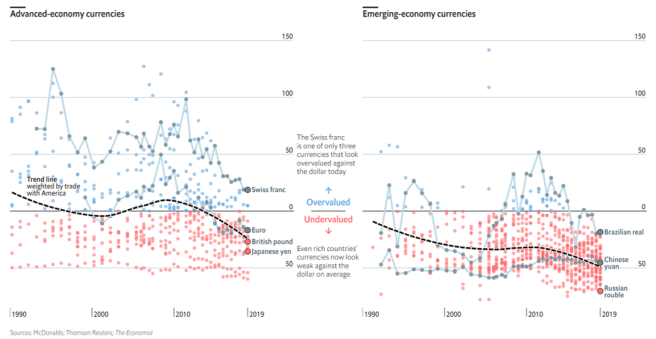 Advanced-economy currencies
150
100
50
0
50
Trend line
weighted by trade
with America
Swiss franc
Euro
British pound
Japanese yen
1990
2000
2010
2019
The Swiss franc
is one of only three
currencies that look
overvalued against
the dollar today
Overvalued
Undervalued
Even rich countries'
currencies now look
weak against the
dollar on average
Emerging-economy currencies
150
100
50
0
50
Brazilian real
Chinese
yuan
Russian
rouble
1990
2000
2010
2019
Sources: McDonalds; Thomson Reuters; The Economist